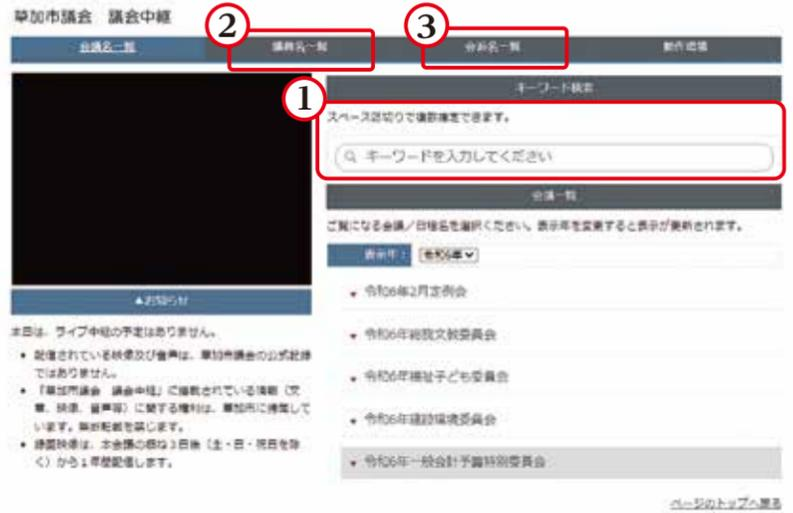 草加市議会 議会中継
②
③
会議名一覧
議員名一覧
会派名一覧
動作環境
①
キーワード検索
スペース区切りで複数指定できます。
キーワードを入力してください
会議一覧
ご覧になる会議/日程名を選択ください。表示年を変更すると表示が更新されます。
表示年:
令和6年
令和6年2月定例会
令和6年総務文教委員会
令和6年福祉子ども委員会
令和6年建設環境委員会
令和6年一般会計予算特別委員会
▲お知らせ
本日は、ライブ中継の予定はありません。
• 配信されている映像及び音声は、草加市議会の公式記録
ではありません。
• 「草加市議会 議会中継」に掲載されている情報(文
章、映像、音声等)に関する権利は、草加市に帰属して
います。無断転載を禁じます。
• 録画映像は、本会議の概ね3日後(土・日・祝日を除
く)から1年間配信します。
ページのトップへ戻る